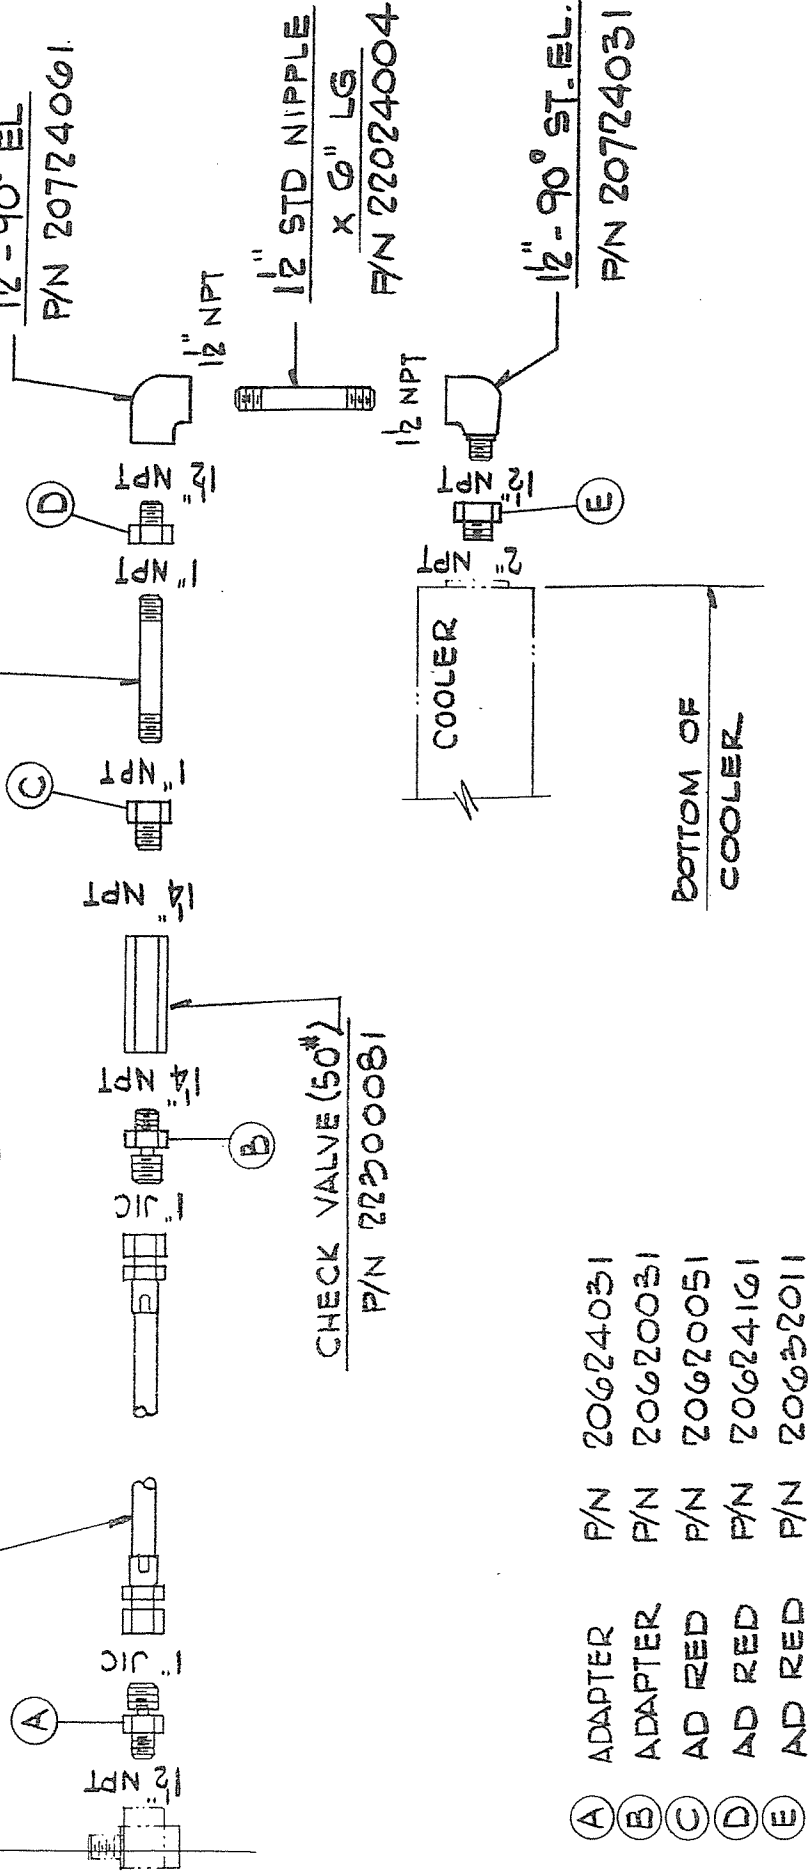 1½"-90° EL
P/N 20724061
1½" NPT
1½" STD NIPPLE
x 6" LG
P/N 22024004
1½ NPT
1½"-90° ST. EL.
P/N 20724031
D
1½" NPT
1" NPT
C
1" NPT
1¼" NPT
1½" NPT
E
2" NPT
COOLER
BOTTOM OF
COOLER
CHECK VALVE (50#)
P/N 22300081
1¼" NPT
B
1" JIC
1" JIC
A
1½" NPT
A ADAPTER P/N 20624031
B ADAPTER P/N 20620031
C AD RED P/N 20620051
D AD RED P/N 20624161
E AD RED P/N 20632011